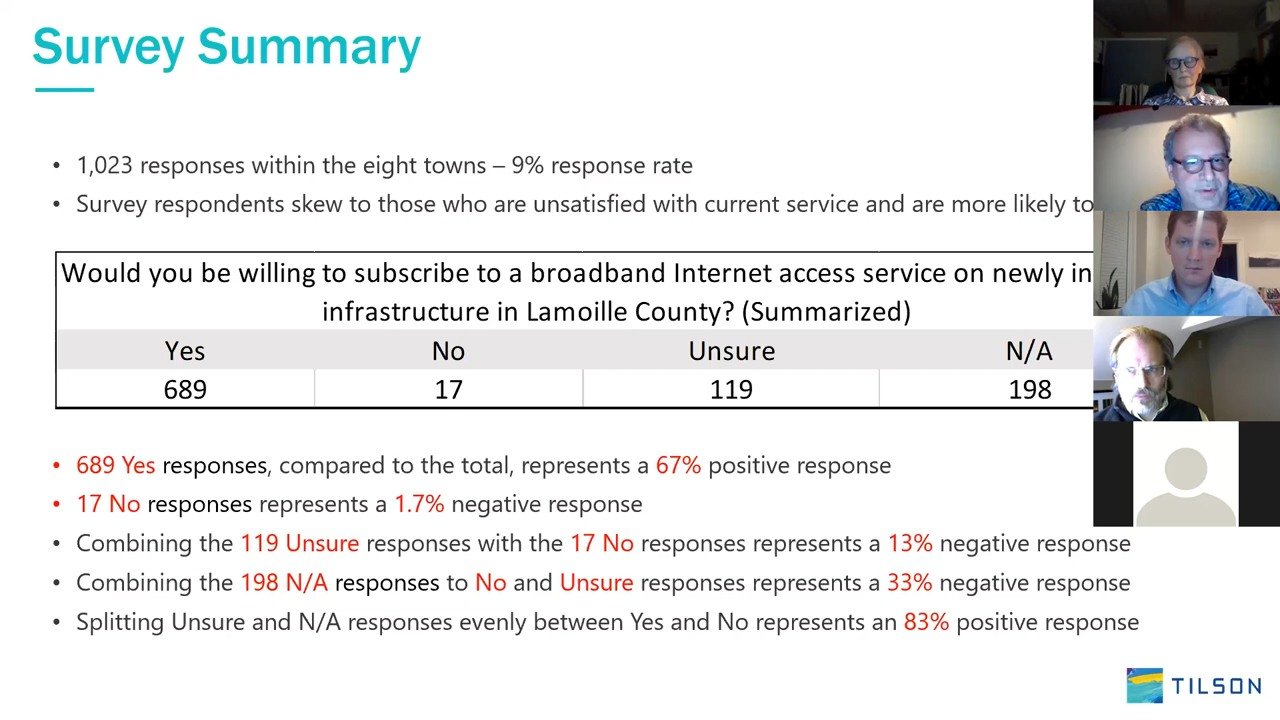 Survey Summary
• 1,023 responses within the eight towns – 9% response rate
• Survey respondents skew to those who are unsatisfied with current service and are more likely to
Would you be willing to subscribe to a broadband Internet access service on newly in
infrastructure in Lamoille County? (Summarized)
Yes No Unsure N/A
689 17 119 198
• 689 Yes responses, compared to the total, represents a 67% positive response
• 17 No responses represents a 1.7% negative response
• Combining the 119 Unsure responses with the 17 No responses represents a 13% negative response
• Combining the 198 N/A responses to No and Unsure responses represents a 33% negative response
• Splitting Unsure and N/A responses evenly between Yes and No represents an 83% positive response
TILSON